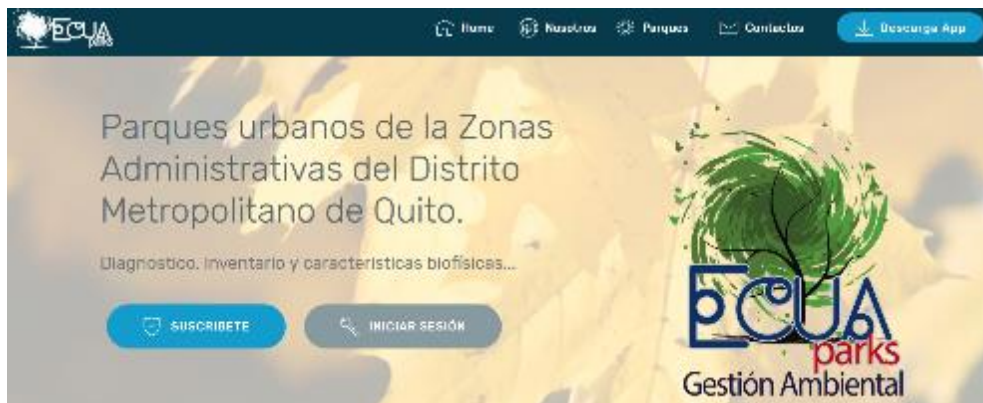 ECUA parks
Home Nosotros Parques Contactos Descarga App
Parques urbanos de la Zonas
Administrativas del Distrito
Metropolitano de Quito.
Diagnostico. Inventario y caracteristicas biofísicas...
SUSCRIBETE INICIAR SESIÓN
ECUA
parks
Gestión Ambiental